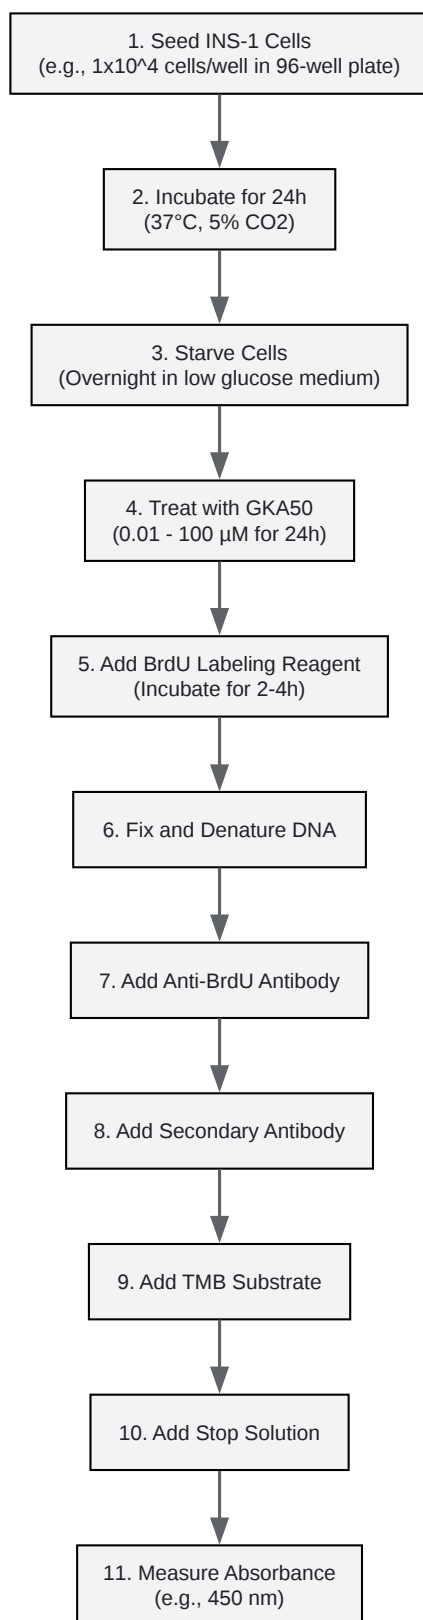 1. Seed INS-1 Cells
(e.g., 1x10^4 cells/well in 96-well plate)
2. Incubate for 24h
(37°C, 5% CO2)
3. Starve Cells
(Overnight in low glucose medium)
4. Treat with GKA50
(0.01 - 100 µM for 24h)
5. Add BrdU Labeling Reagent
(Incubate for 2-4h)
6. Fix and Denature DNA
7. Add Anti-BrdU Antibody
8. Add Secondary Antibody
9. Add TMB Substrate
10. Add Stop Solution
11. Measure Absorbance
(e.g., 450 nm)